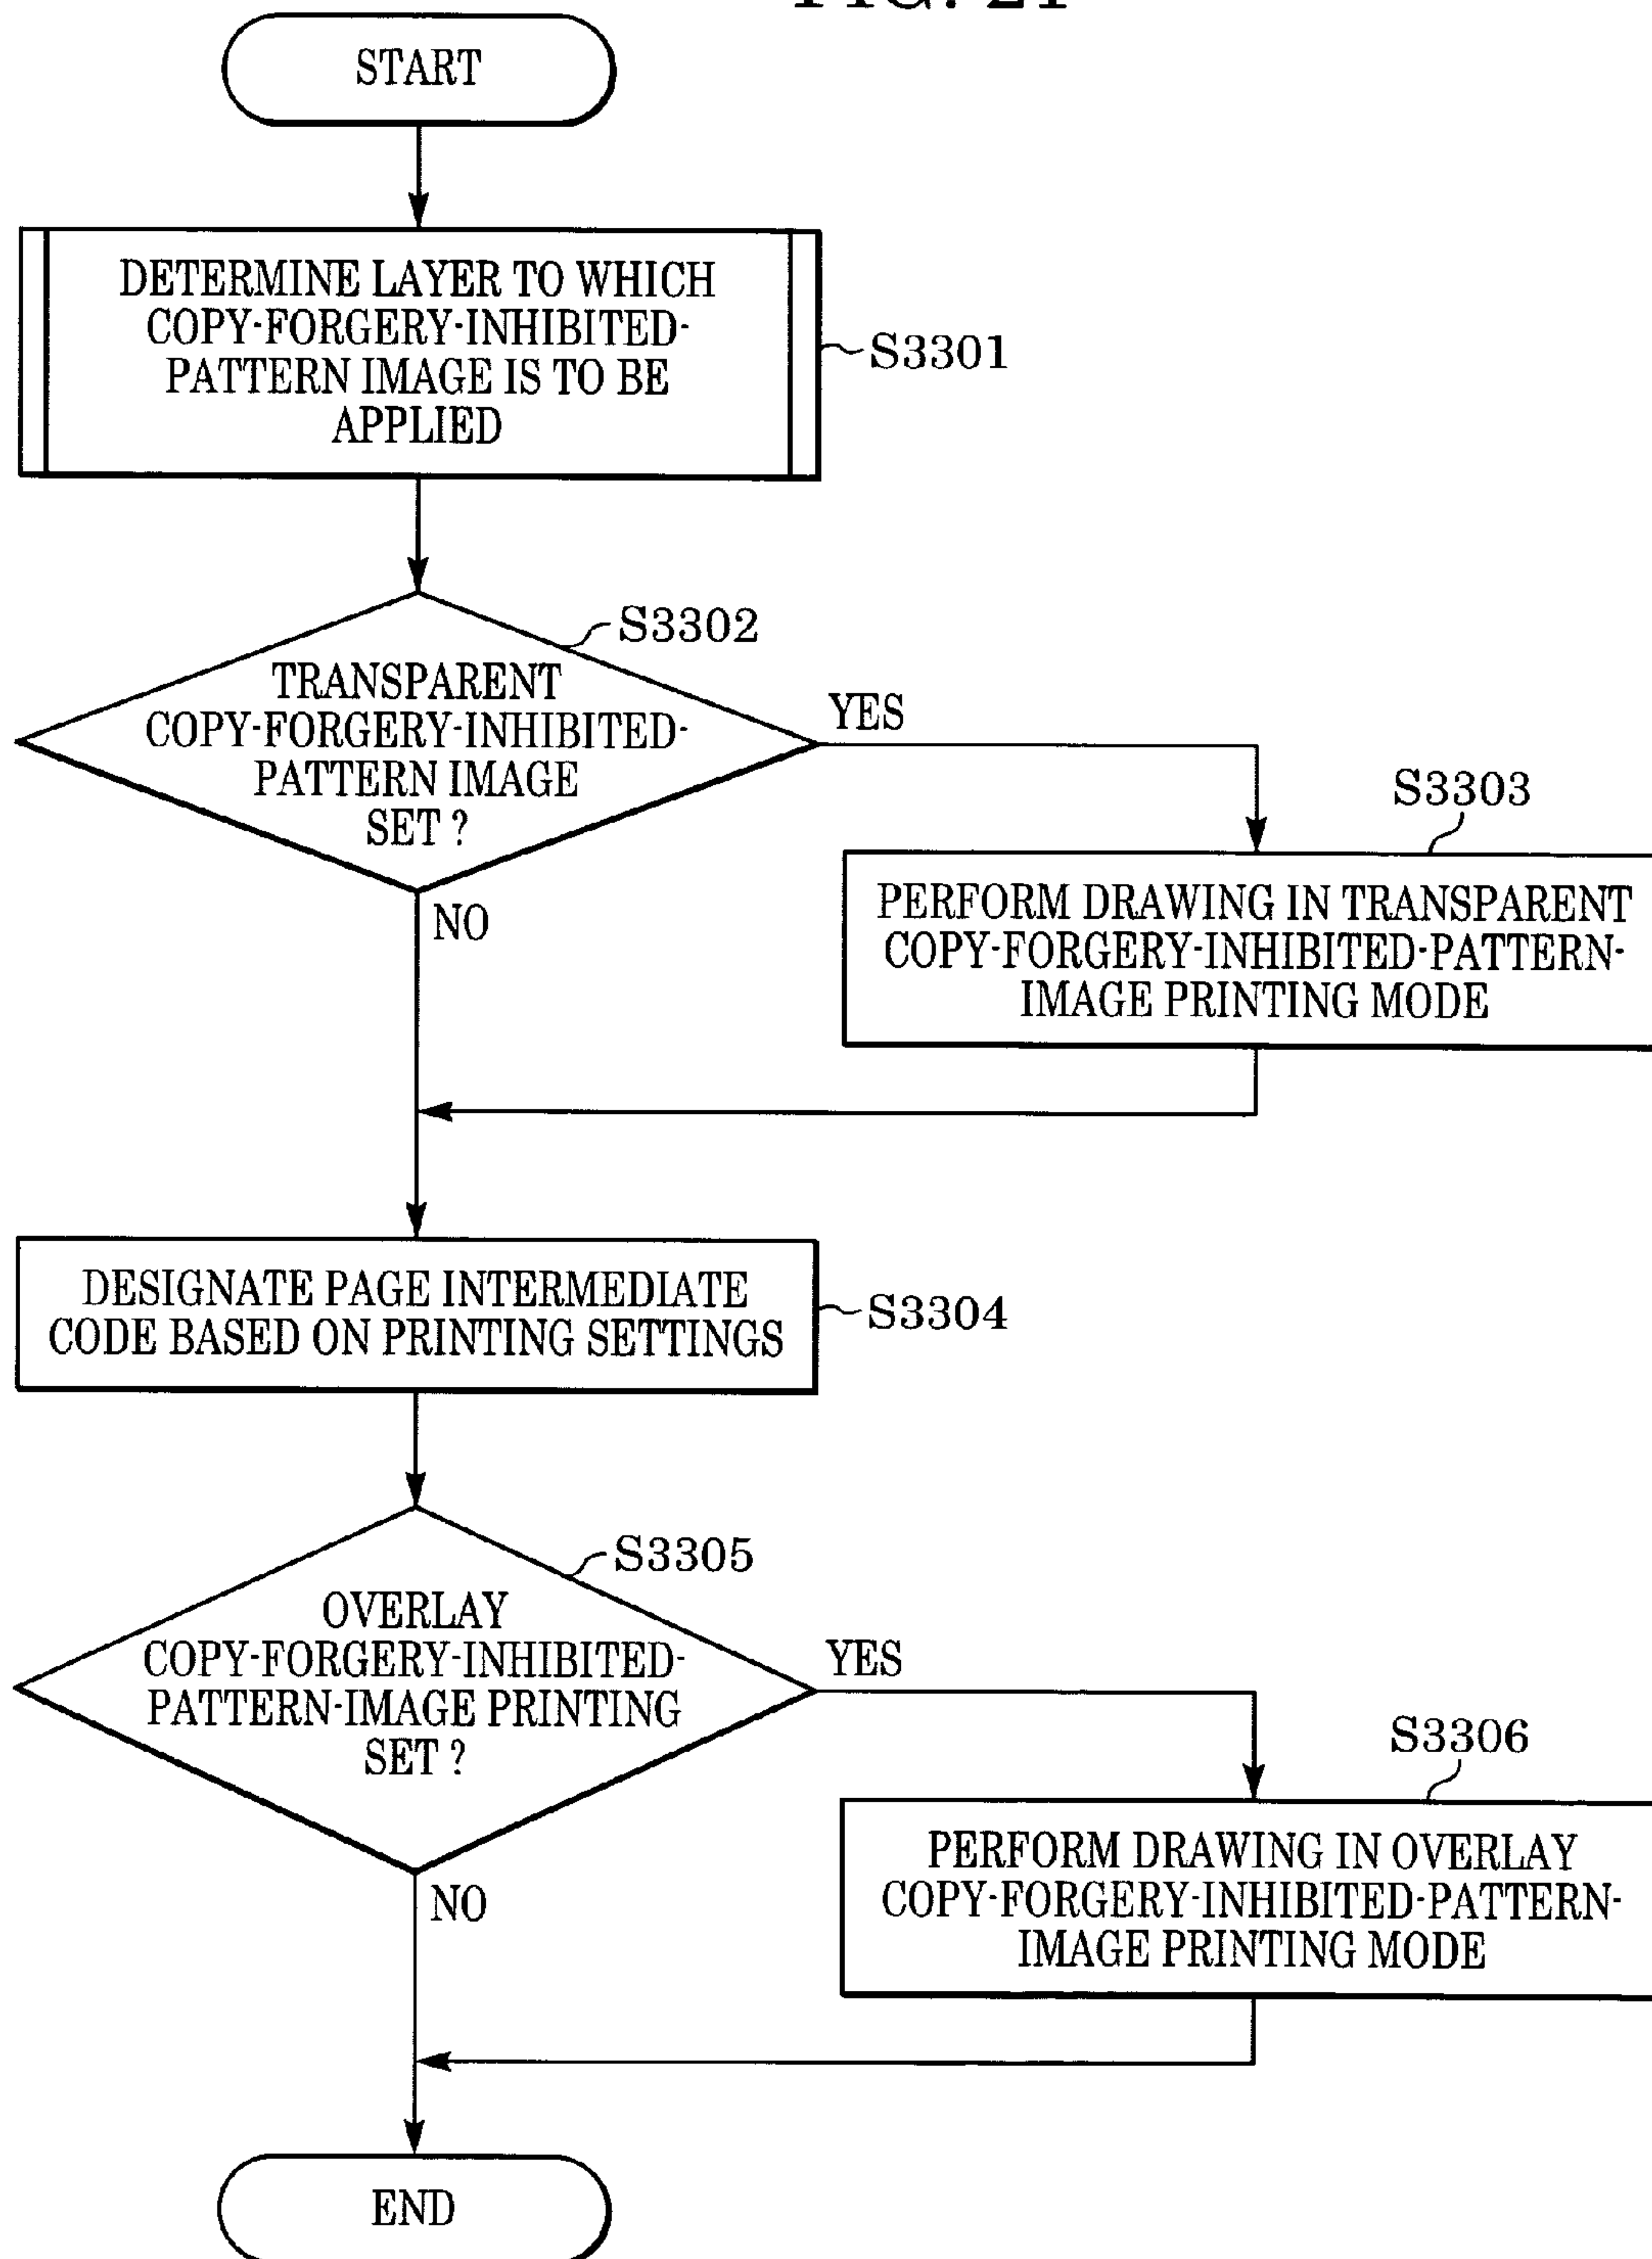 START
DETERMINE LAYER TO WHICH
COPY-FORGERY-INHIBITED-
PATTERN IMAGE IS TO BE
APPLIED
S3301
S3302
TRANSPARENT
COPY-FORGERY-INHIBITED-
PATTERN IMAGE
SET ?
YES
NO
S3303
PERFORM DRAWING IN TRANSPARENT
COPY-FORGERY-INHIBITED-PATTERN-
IMAGE PRINTING MODE
DESIGNATE PAGE INTERMEDIATE
CODE BASED ON PRINTING SETTINGS
S3304
S3305
OVERLAY
COPY-FORGERY-INHIBITED-
PATTERN-IMAGE PRINTING
SET ?
YES
NO
S3306
PERFORM DRAWING IN OVERLAY
COPY-FORGERY-INHIBITED-PATTERN-
IMAGE PRINTING MODE
END